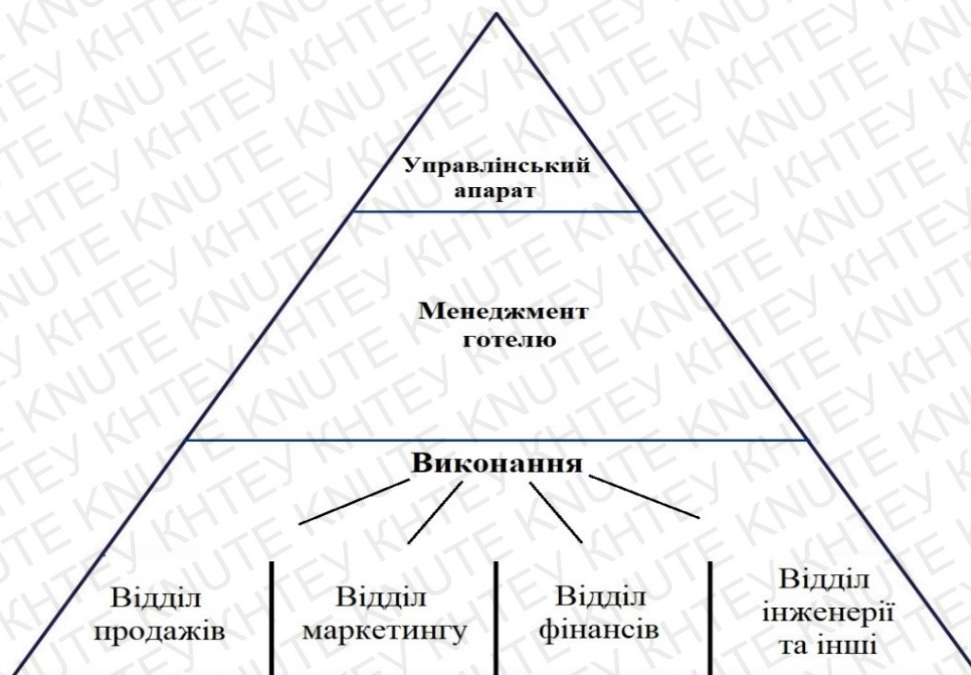 Управлінський
апарат
Менеджмент
готелю
Виконання
Відділ
продажів
Відділ
маркетингу
Відділ
фінансів
Відділ
інженерії
та інші